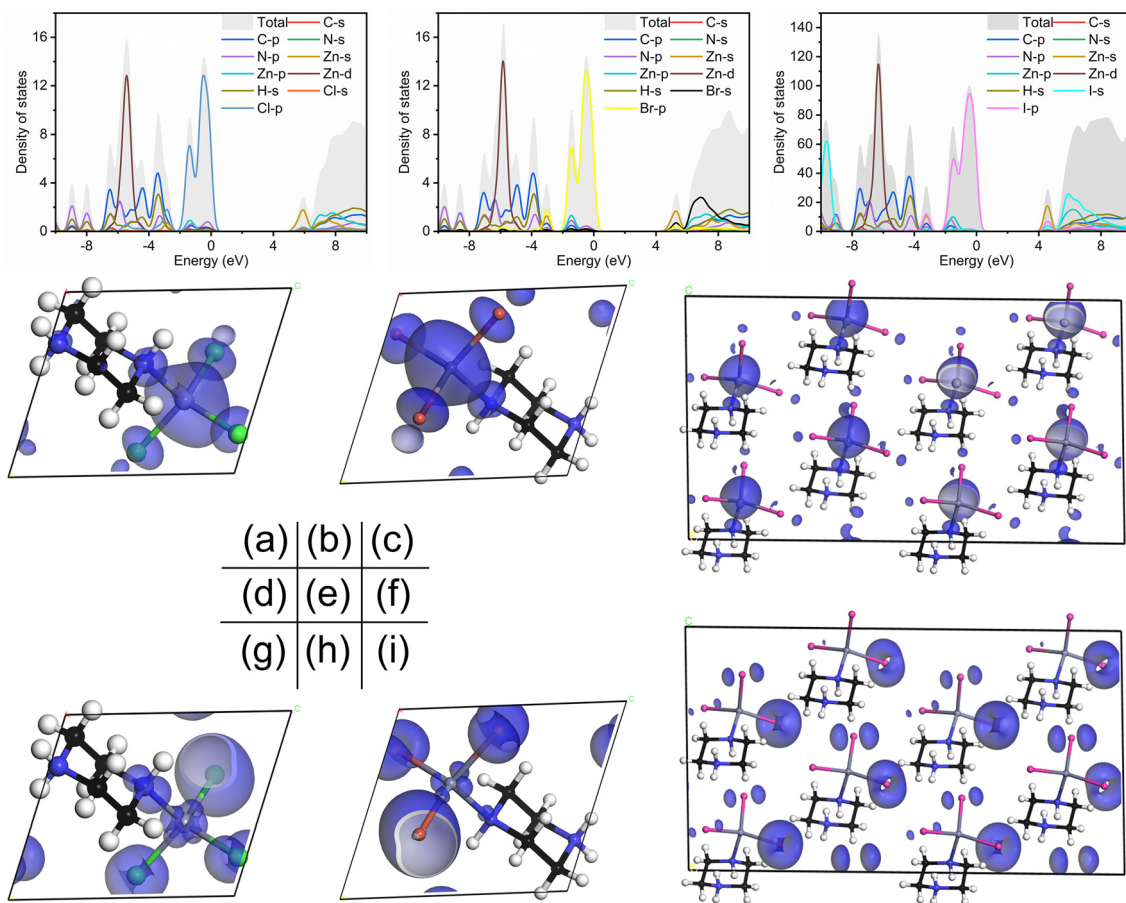 16
12
8
4
0
Density of states
Total
C-s
C-p
N-s
N-p
Zn-s
Zn-p
Zn-d
H-s
Cl-s
Cl-p
-8
-4
0
4
8
Energy (eV)
16
12
8
4
0
Density of states
Total
C-s
C-p
N-s
N-p
Zn-s
Zn-p
Zn-d
H-s
Br-s
Br-p
-8
-4
0
4
8
Energy (eV)
140
120
100
80
60
40
20
0
Density of states
Total
C-s
C-p
N-s
N-p
Zn-s
Zn-p
Zn-d
H-s
I-s
I-p
-8
-4
0
4
8
Energy (eV)
C
C
C
(a) (b) (c)
(d) (e) (f)
(g) (h) (i)
C
C
C